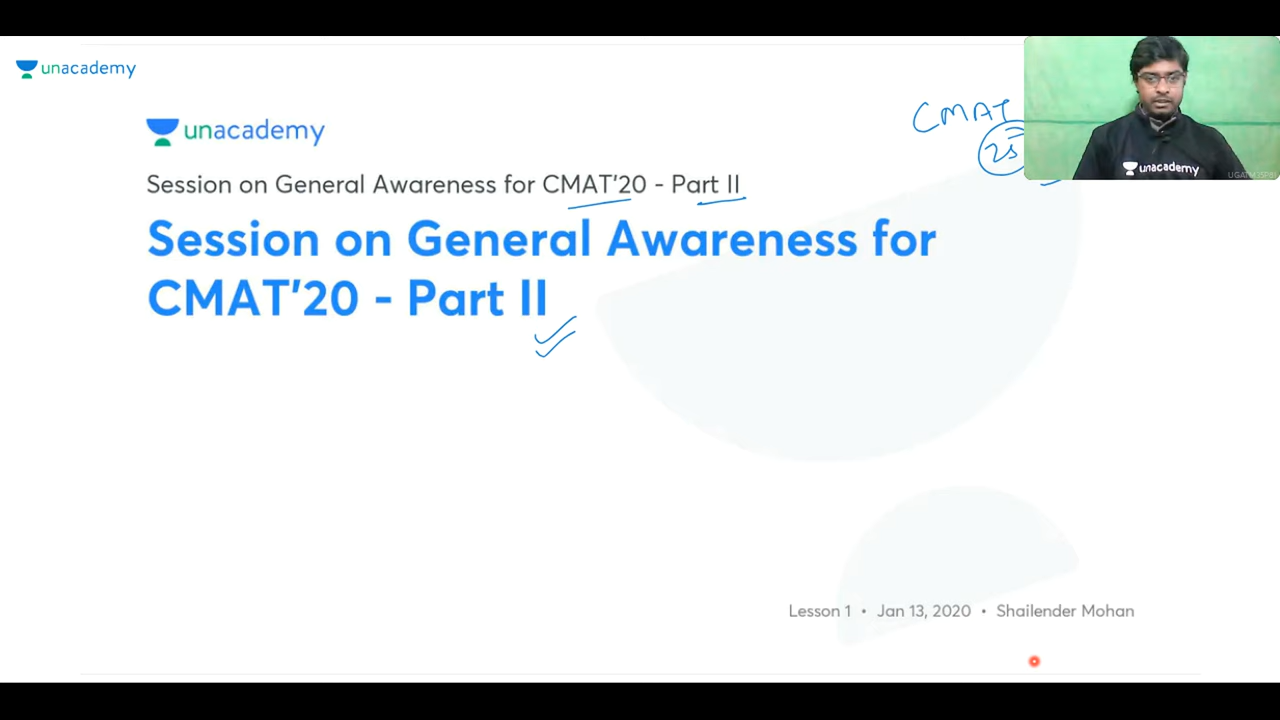 unacademy
unacademy
CMAT
25
unacademy
Session on General Awareness for CMAT'20 - Part II
Session on General Awareness for
CMAT'20 - Part II
Lesson 1 • Jan 13, 2020 • Shailender Mohan